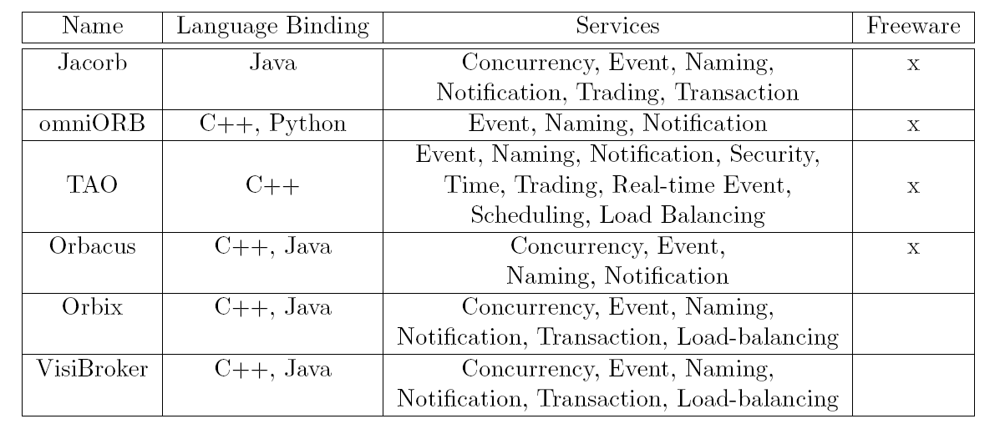 Name Language Binding Services Freeware
Jacorb Java Concurrency, Event, Naming, x
Notification, Trading, Transaction
omniORB C++, Python Event, Naming, Notification x
Event, Naming, Notification, Security,
TAO C++ Time, Trading, Real-time Event, x
Scheduling, Load Balancing
Orbacus C++, Java Concurrency, Event, x
Naming, Notification
Orbix C++, Java Concurrency, Event, Naming,
Notification, Transaction, Load-balancing
VisiBroker C++, Java Concurrency, Event, Naming,
Notification, Transaction, Load-balancing